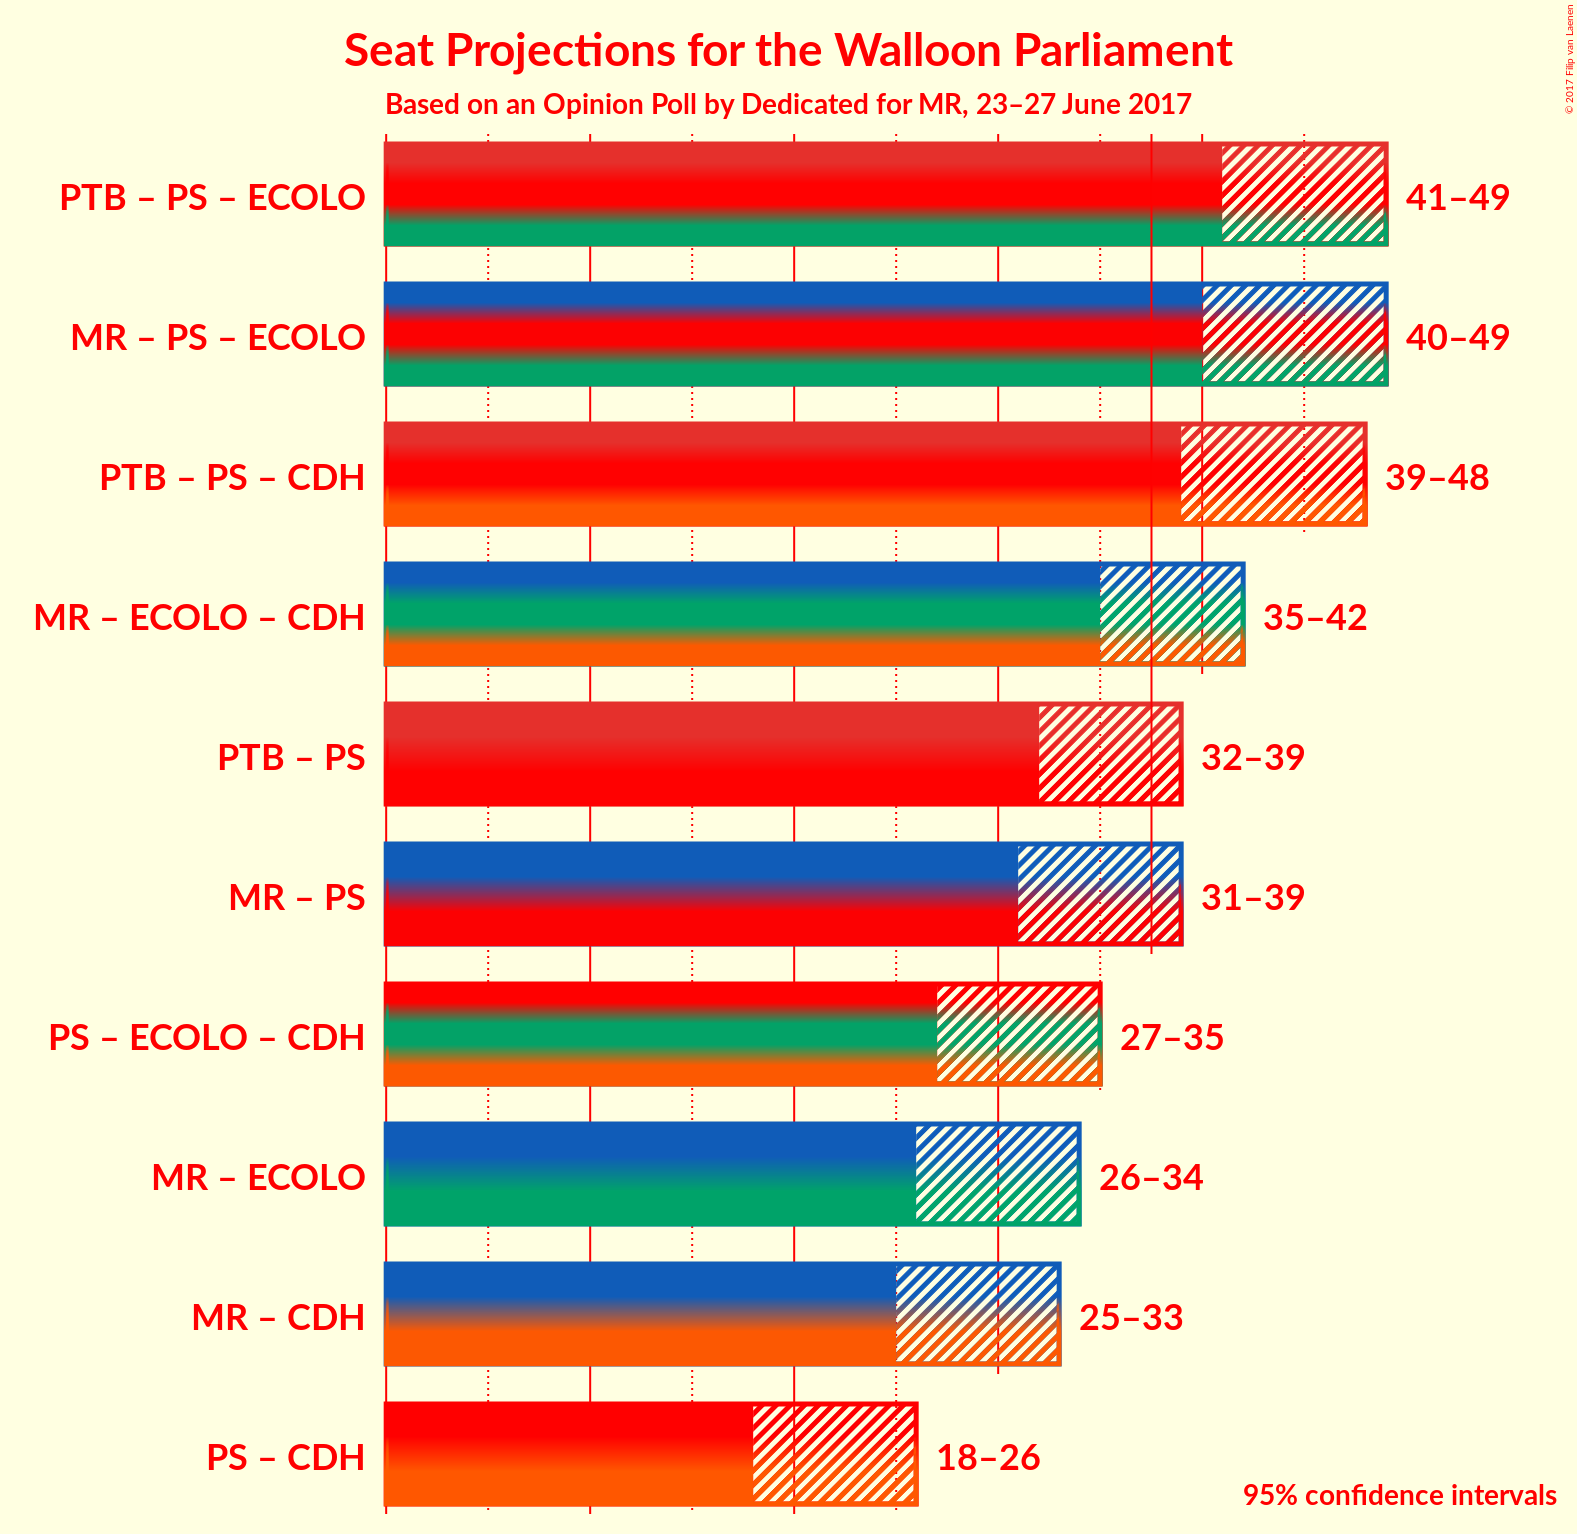 Seat Projections for the Walloon Parliament
Based on an Opinion Poll by Dedicated for MR, 23–27 June 2017
© 2017 Filip van Laenen
PTB – PS – ECOLO 41–49
MR – PS – ECOLO 40–49
PTB – PS – CDH 39–48
MR – ECOLO – CDH 35–42
PTB – PS 32–39
MR – PS 31–39
PS – ECOLO – CDH 27–35
MR – ECOLO 26–34
MR – CDH 25–33
PS – CDH 18–26
95% confidence intervals